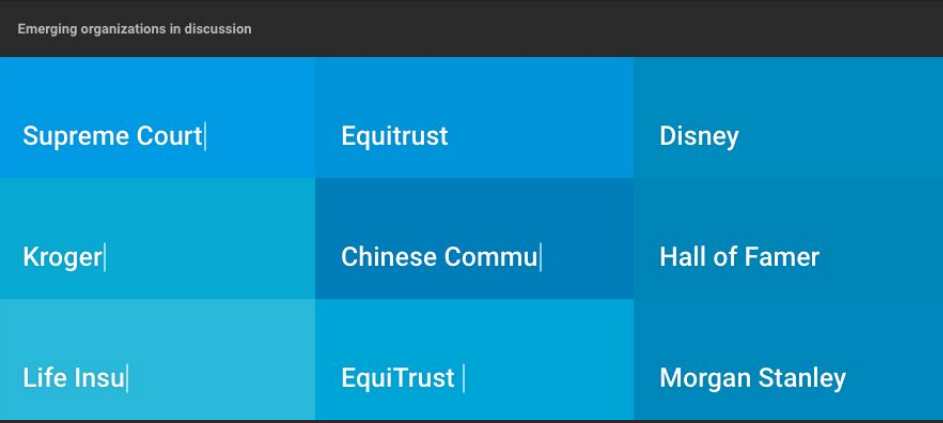 Emerging organizations in discussion
Supreme Court
Equitrust
Disney
Kroger
Chinese Commu
Hall of Famer
Life Insu
EquiTrust
Morgan Stanley